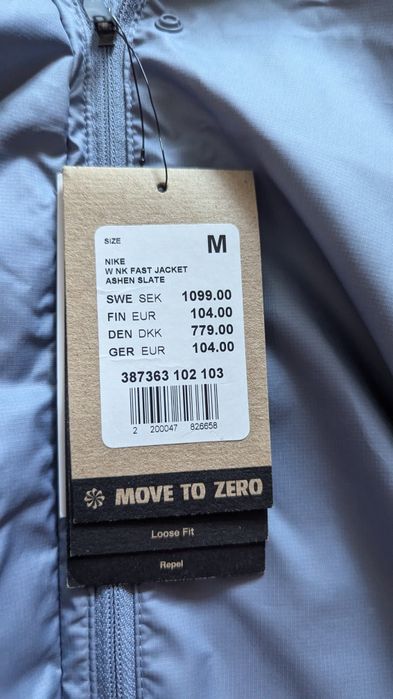 SIZE M
NIKE
W NK FAST JACKET
ASHEN SLATE
SWE SEK 1099.00
FIN EUR 104.00
DEN DKK 779.00
GER EUR 104.00
387363 102 103
2 200047 826658
MOVE TO ZERO
Loose Fit
Repel